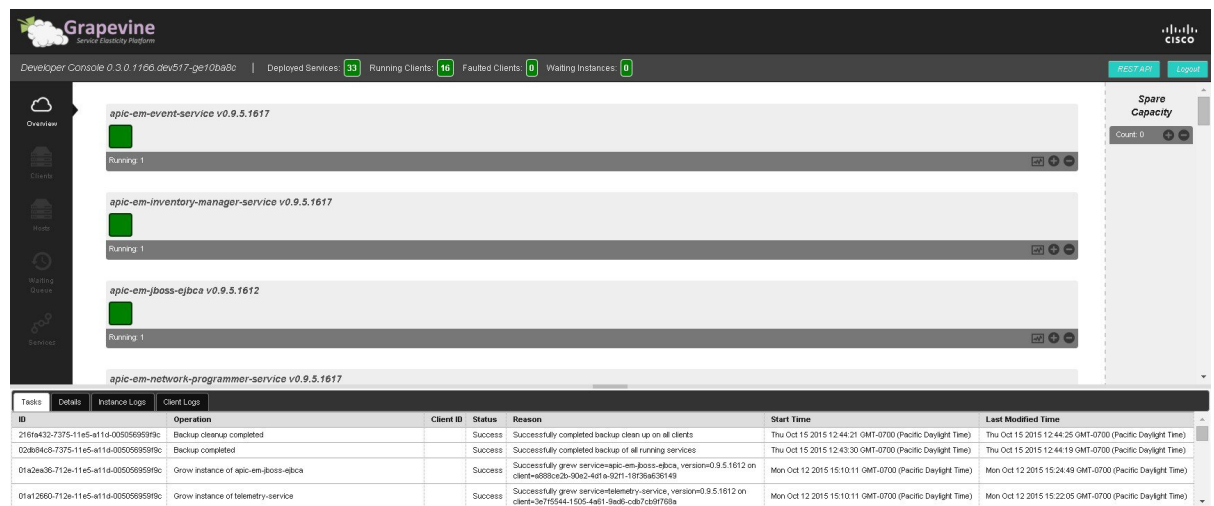 Grapevine
Service Elasticity Platform
CISCO
Developer Console 0.3.0.1166.dev517-ge10ba8c | Deployed Services: 33 Running Clients: 16 Faulted Clients: 0 Waiting Instances: 0 REST API Logout
Overview
Clients
Hosts
Waiting
Queue
Services
apic-em-event-service v0.9.5.1617
Running: 1
apic-em-inventory-manager-service v0.9.5.1617
Running: 1
apic-em-jboss-ejbca v0.9.5.1612
Running: 1
apic-em-network-programmer-service v0.9.5.1617
Spare
Capacity
Count: 0
Tasks Details Instance Logs Client Logs
ID Operation Client ID Status Reason Start Time Last Modified Time
216fa432-7375-11e5-a11d-005056959f9c Backup cleanup completed Success Successfully completed backup clean up on all clients Thu Oct 15 2015 12:44:21 GMT-0700 (Pacific Daylight Time) Thu Oct 15 2015 12:44:25 GMT-0700 (Pacific Daylight Time)
02db84c8-7375-11e5-a11d-005056959f9c Backup completed Success Successfully completed backup of all running services Thu Oct 15 2015 12:43:30 GMT-0700 (Pacific Daylight Time) Thu Oct 15 2015 12:44:19 GMT-0700 (Pacific Daylight Time)
01a2ea36-712e-11e5-a4d1-005056959f9c Grow instance of apic-em-jboss-ejbca Success Successfully grew service=apic-em-jboss-ejbca, version=0.9.5.1612 on
client=a888ce2b-90e2-4d1a-92f1-18f36a636149 Mon Oct 12 2015 15:10:11 GMT-0700 (Pacific Daylight Time) Mon Oct 12 2015 15:24:49 GMT-0700 (Pacific Daylight Time)
01a12660-712e-11e5-a4d1-005056959f9c Grow instance of telemetry-service Success Successfully grew service=telemetry-service, version=0.9.5.1612 on
client=3e7f5544-1505-4a61-9ad6-cdb7cb9f768a Mon Oct 12 2015 15:10:11 GMT-0700 (Pacific Daylight Time) Mon Oct 12 2015 15:22:05 GMT-0700 (Pacific Daylight Time)